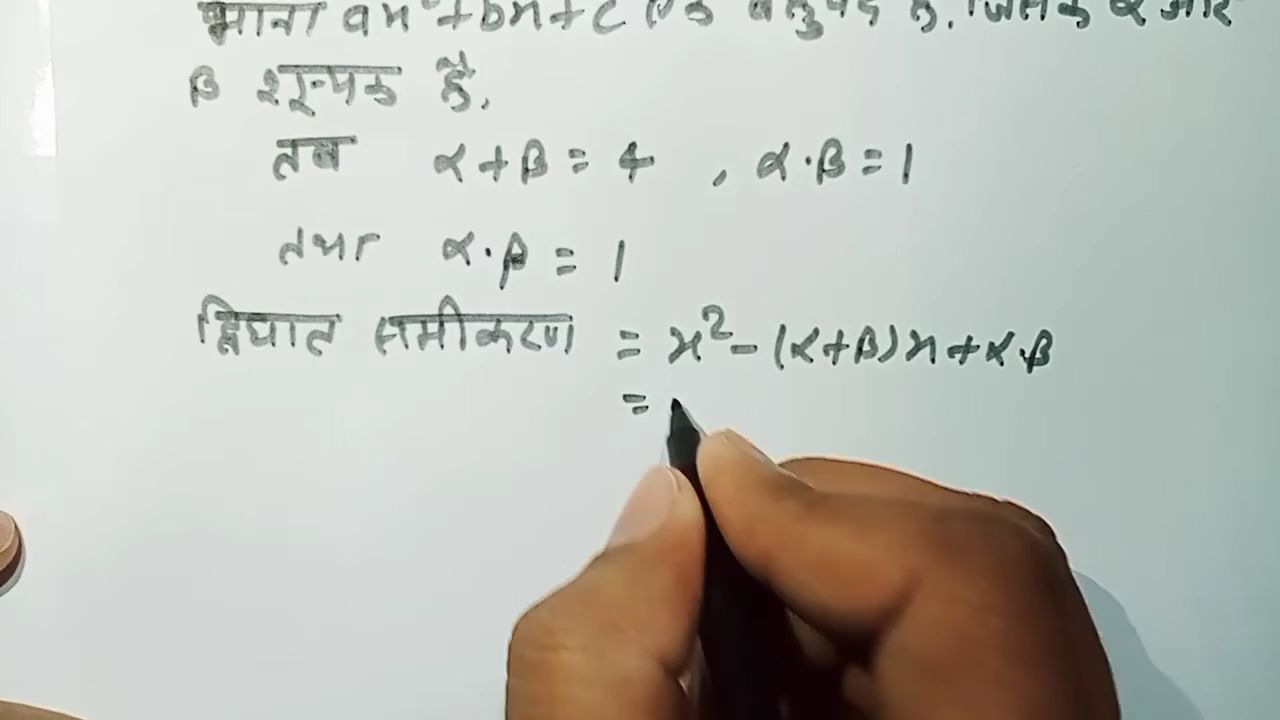 माना ax²+bx+c एक बहुपद है. जिसके α और
β शून्यक है.
तब α+β=4 , α.β=1
तथा α.β=1
द्विघात समीकरण = x²-(α+β)x+α.β
=